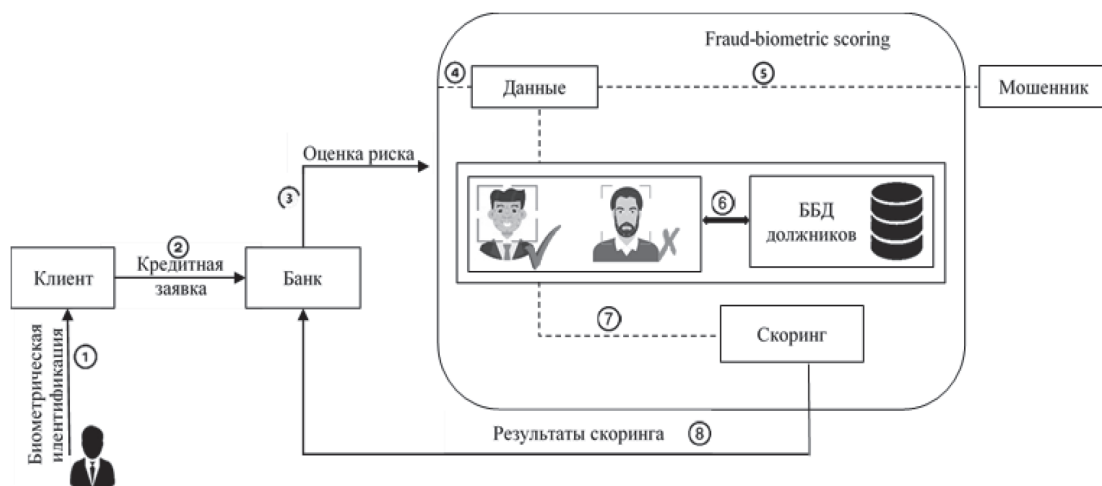 Fraud-biometric scoring
④
⑤
Данные
Мошенник
Оценка риска
③
⑥
ББД
должников
②
Кредитная
заявка
Клиент
Банк
⑦
Скоринг
Биометрическая
идентификация
①
Результаты скоринга
⑧